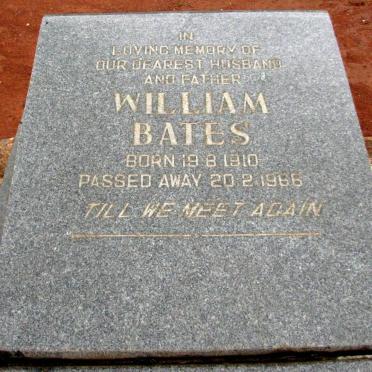 IN
LOVING MEMORY OF
OUR DEAREST HUSBAND
AND FATHER
WILLIAM
BATES
BORN 19·8·1910
PASSED AWAY 20·2·1966
TILL WE MEET AGAIN